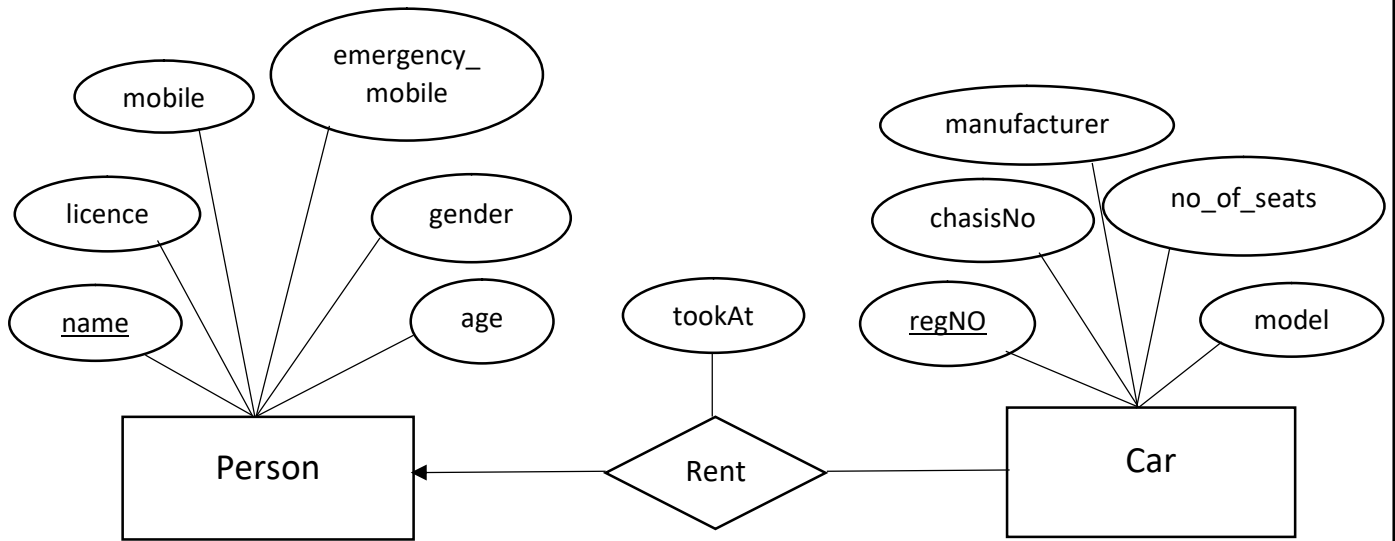 emergency_
mobile
mobile
manufacturer
licence
gender
chasisNo
no_of_seats
name
age
tookAt
regNO
model
Person
Rent
Car